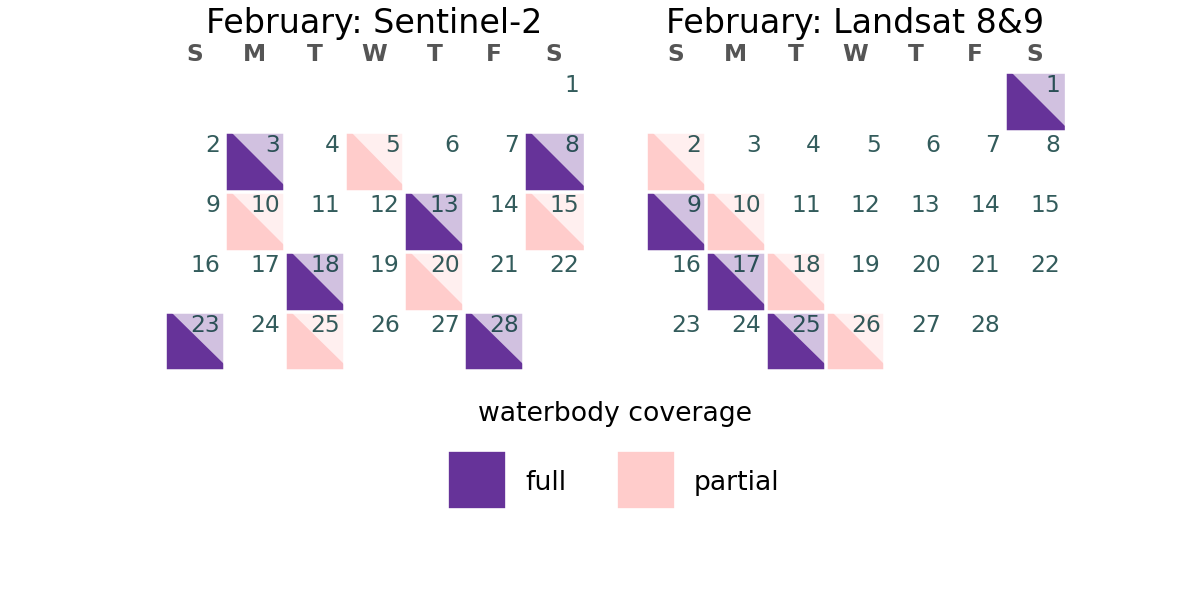 February: Sentinel-2
S M T W T F S
1
2 3 4 5 6 7 8
9 10 11 12 13 14 15
16 17 18 19 20 21 22
23 24 25 26 27 28
February: Landsat 8&9
S M T W T F S
1
2 3 4 5 6 7 8
9 10 11 12 13 14 15
16 17 18 19 20 21 22
23 24 25 26 27 28
waterbody coverage
full partial